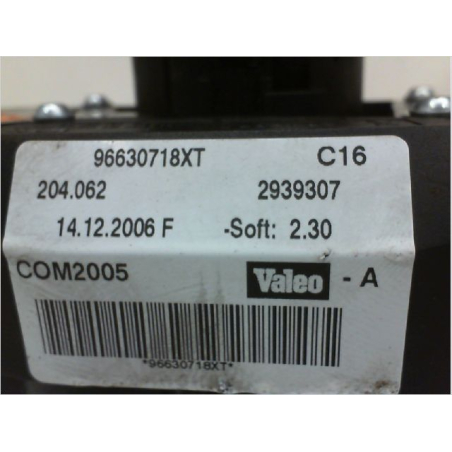 96630718XT C16
204.062 2939307
14.12.2006 F -Soft: 2.30
COM2005 Valeo - A
*96630718XT*